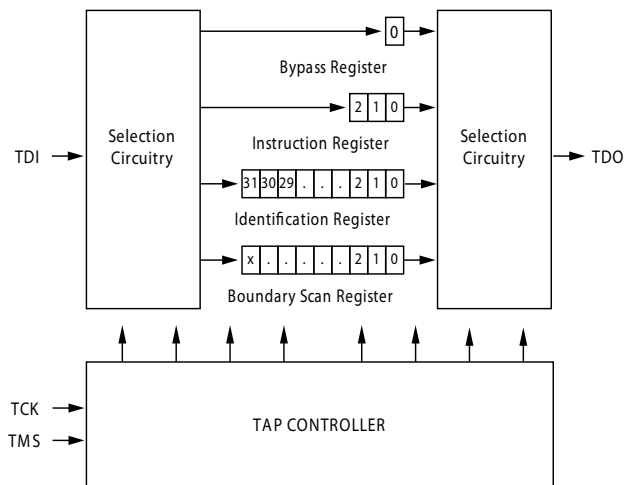 0
Bypass Register
2 1 0
Selection
Circuitry
Instruction Register
Selection
Circuitry
TDI
TDO
31 30 29 . . . 2 1 0
Identification Register
x . . . . . 2 1 0
Boundary Scan Register
TCK
TMS
TAP CONTROLLER